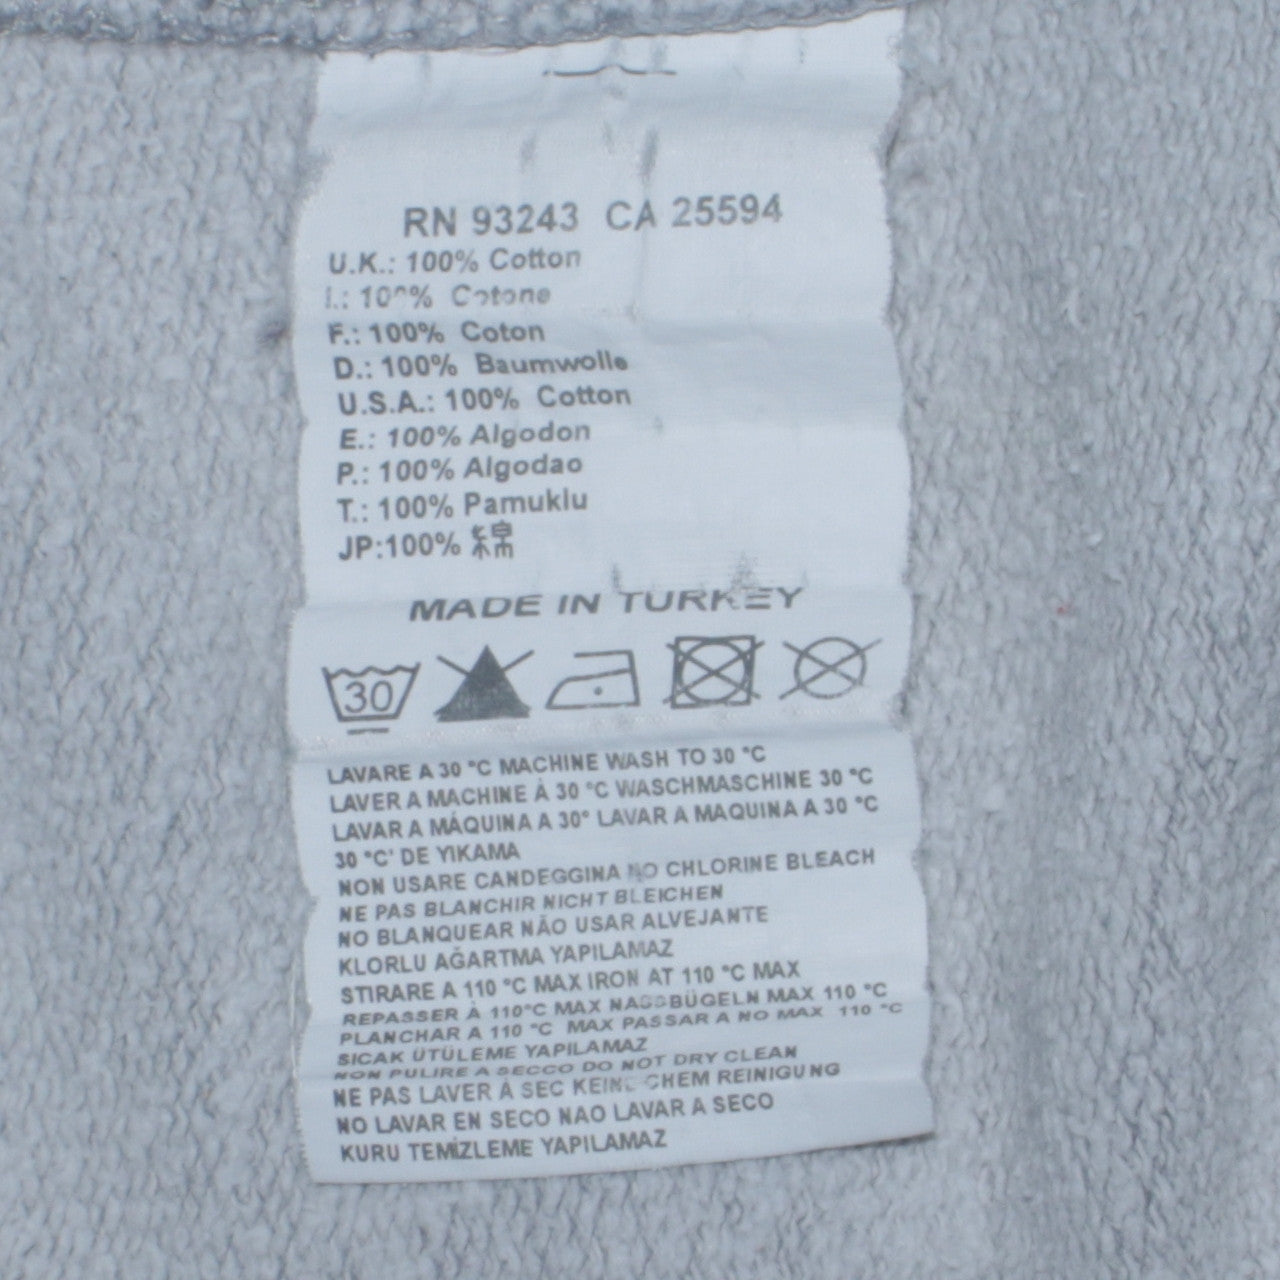 RN 93243 CA 25594
U.K.: 100% Cotton
I.: 100% Cotone
F.: 100% Coton
D.: 100% Baumwolle
U.S.A.: 100% Cotton
E.: 100% Algodon
P.: 100% Algodao
T.: 100% Pamuklu
JP:100% 綿
MADE IN TURKEY
30
LAVARE A 30 °C MACHINE WASH TO 30 °C
LAVER A MACHINE À 30 °C WASCHMASCHINE 30 °C
LAVAR A MÁQUINA A 30° LAVAR A MAQUINA A 30 °C
30 °C' DE YIKAMA
NON USARE CANDEGGINA NO CHLORINE BLEACH
NE PAS BLANCHIR NICHT BLEICHEN
NO BLANQUEAR NÃO USAR ALVEJANTE
KLORLU AĞARTMA YAPILAMAZ
STIRARE A 110 °C MAX IRON AT 110 °C MAX
REPASSER À 110°C MAX NASSBÜGELN MAX 110 °C
PLANCHAR A 110 °C MAX PASSAR A NO MAX 110 °C
SICAK ÜTÜLEME YAPILAMAZ
NON PULIRE A SECCO DO NOT DRY CLEAN
NE PAS LAVER À SEC KEINE CHEM REINIGUNG
NO LAVAR EN SECO NAO LAVAR A SECO
KURU TEMİZLEME YAPILAMAZ